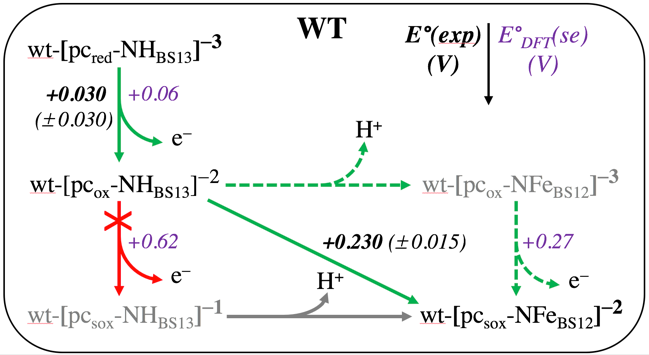 WT
E°(exp) E°DFT(se)
(V) (V)
wt-[pcred-NHBS13]−3
+0.030 +0.06
(±0.030)
e−
H+
wt-[pcox-NHBS13]−2 wt-[pcox-NFeBS12]−3
+0.62 +0.230 (±0.015) +0.27
e− H+ e−
wt-[pcsox-NHBS13]−1 wt-[pcsox-NFeBS12]−2